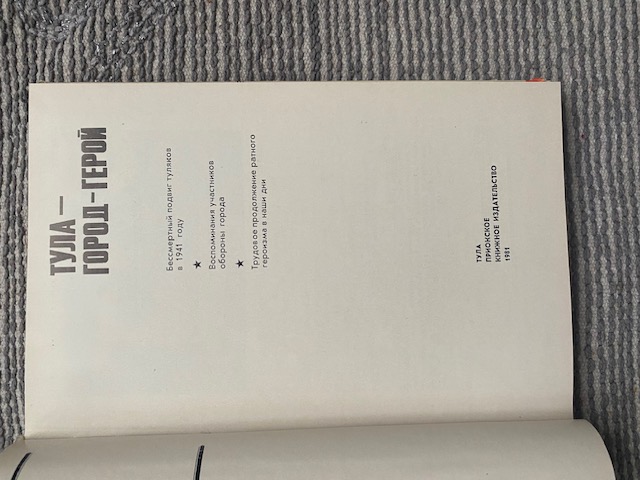 ТУЛА —
ГОРОД-ГЕРОЙ
Бессмертный подвиг туляков
в 1941 году
★
Воспоминания участников
обороны города
★
Трудовое продолжение ратного
героизма в наши дни
ТУЛА
ПРИОКСКОЕ
КНИЖНОЕ ИЗДАТЕЛЬСТВО
1981